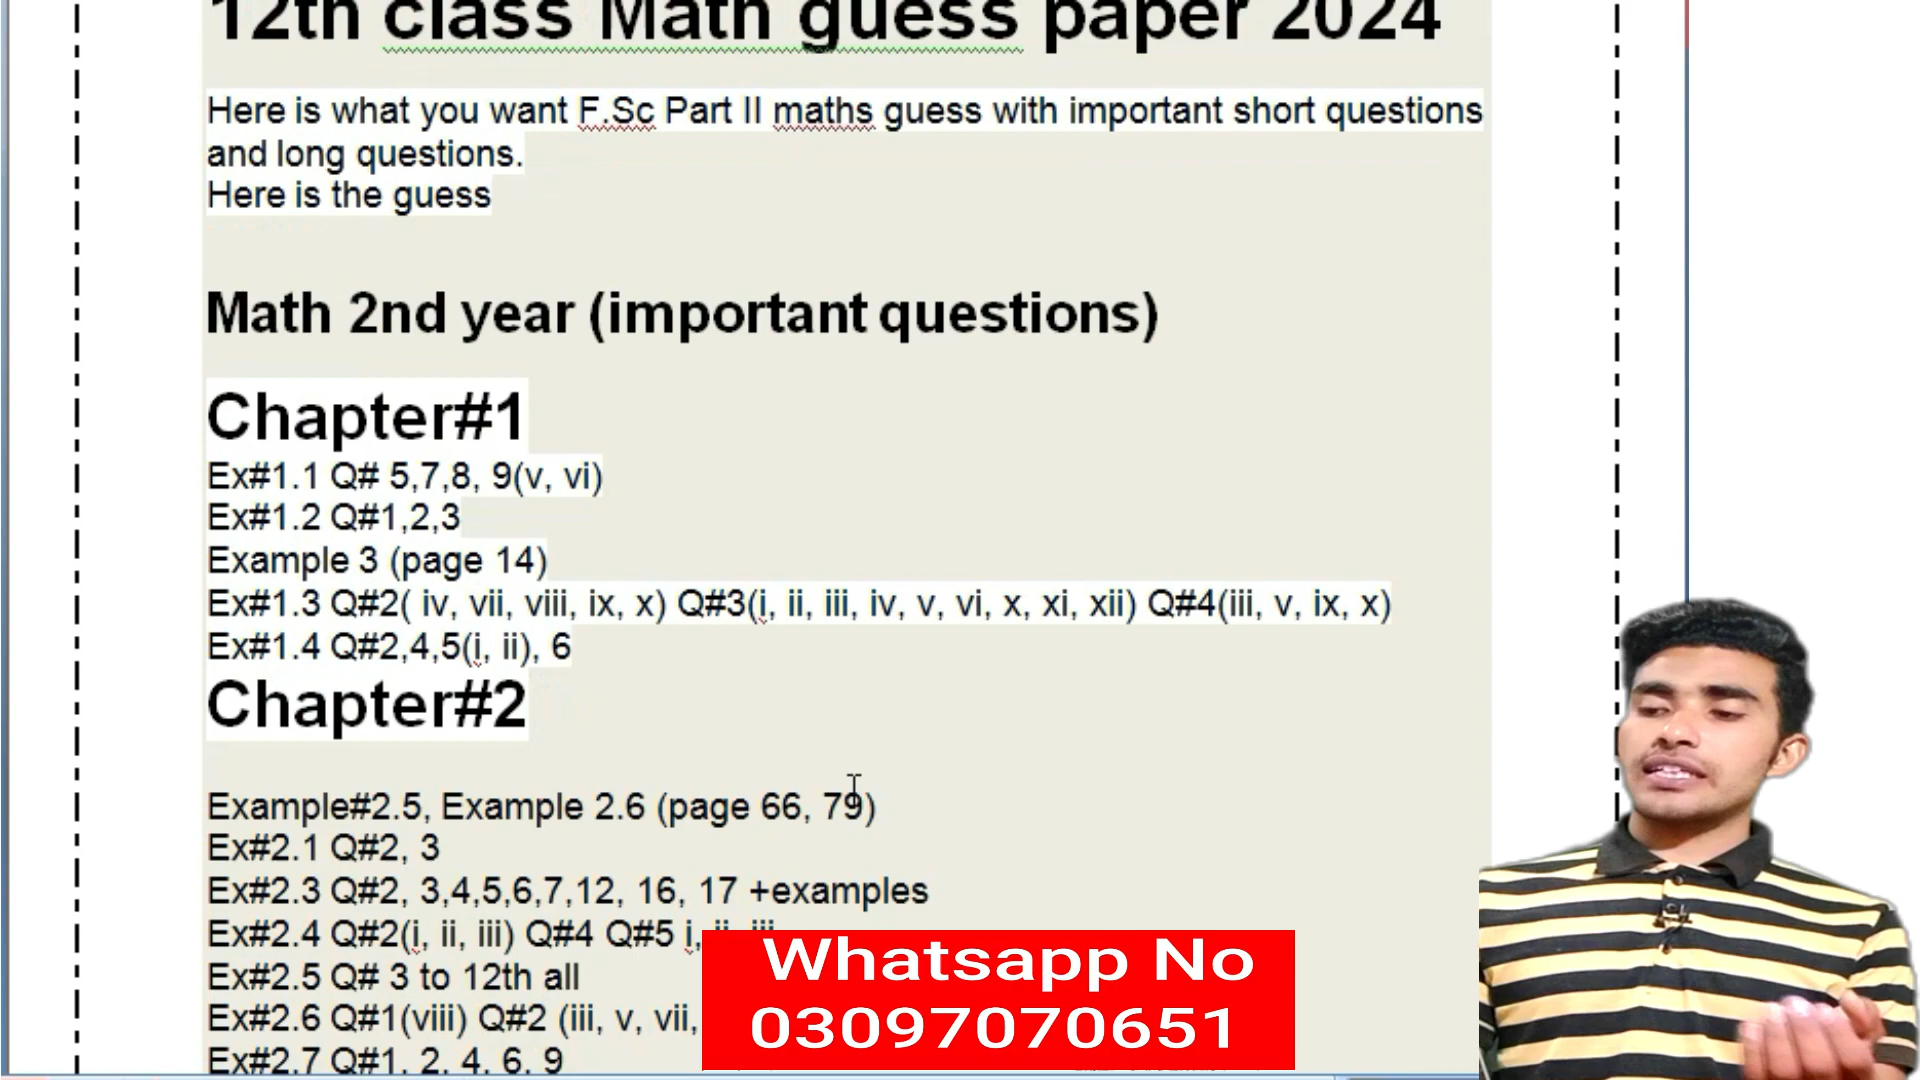 12th class Math guess paper 2024
Here is what you want F.Sc Part II maths guess with important short questions
and long questions.
Here is the guess
Math 2nd year (important questions)
Chapter#1
Ex#1.1 Q# 5,7,8, 9(v, vi)
Ex#1.2 Q#1,2,3
Example 3 (page 14)
Ex#1.3 Q#2( iv, vii, viii, ix, x) Q#3(i, ii, iii, iv, v, vi, x, xi, xii) Q#4(iii, v, ix, x)
Ex#1.4 Q#2,4,5(i, ii), 6
Chapter#2
Example#2.5, Example 2.6 (page 66, 79)
Ex#2.1 Q#2, 3
Ex#2.3 Q#2, 3,4,5,6,7,12, 16, 17 +examples
Ex#2.4 Q#2(i, ii, iii) Q#4 Q#5 i, ii, iii
Ex#2.5 Q# 3 to 12th all
Ex#2.6 Q#1(viii) Q#2 (iii, v, vii,
Ex#2.7 Q#1, 2, 4, 6, 9
Whatsapp No
03097070651